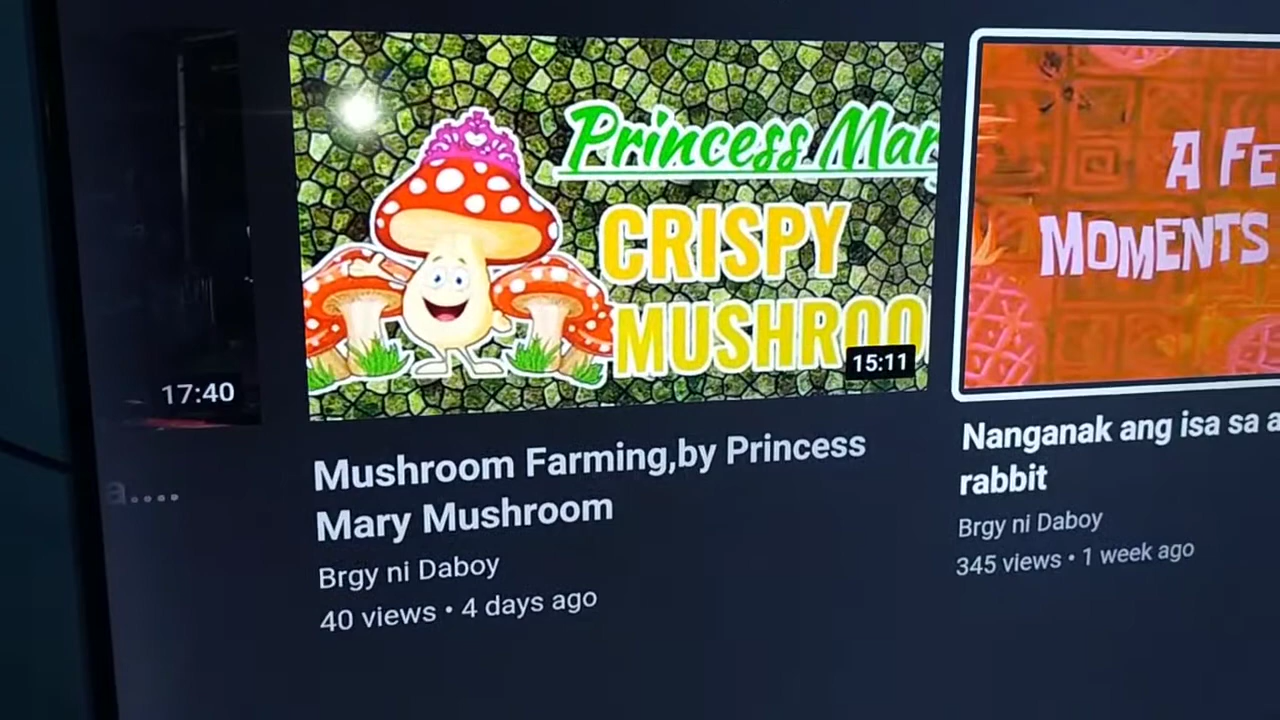 Princess Mar
CRISPY
MUSHROO
15:11
17:40
A FE
MOMENTS
a....
Mushroom Farming,by Princess
Mary Mushroom
Brgy ni Daboy
40 views • 4 days ago
Nanganak ang isa sa a
rabbit
Brgy ni Daboy
345 views • 1 week ago